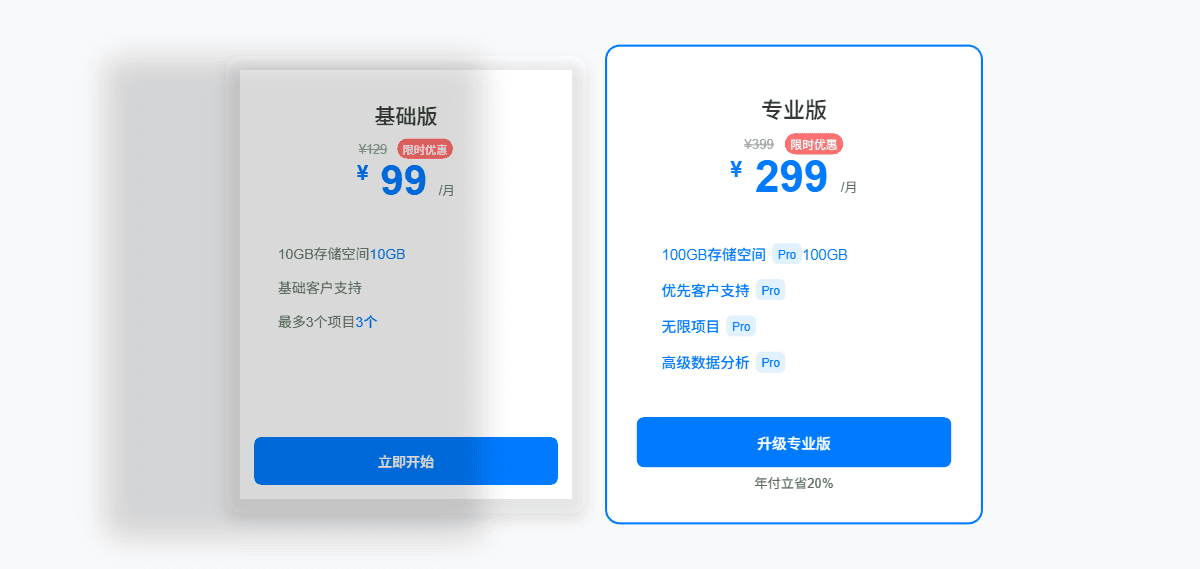 基础版
¥129 限时优惠
¥ 99 /月
10GB存储空间10GB
基础客户支持
最多3个项目3个
立即开始
专业版
¥399 限时优惠
¥ 299 /月
100GB存储空间 Pro 100GB
优先客户支持 Pro
无限项目 Pro
高级数据分析 Pro
升级专业版
年付立省20%